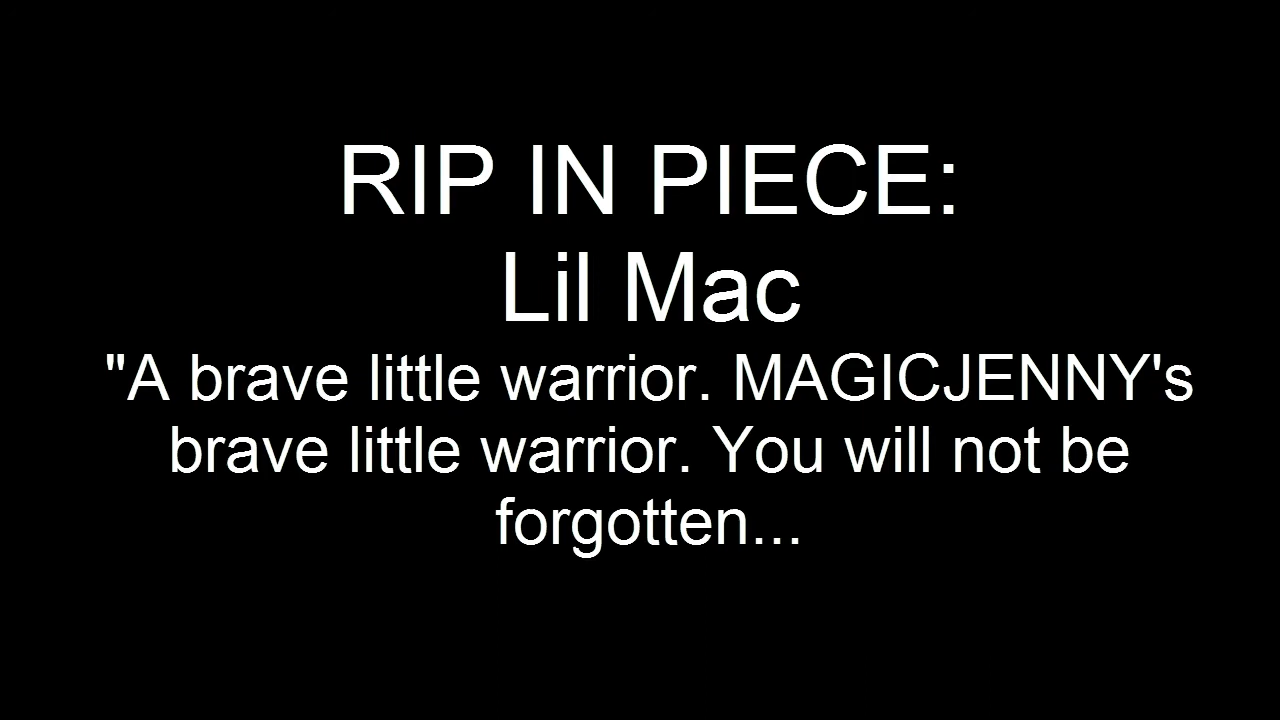 RIP IN PIECE:
Lil Mac
"A brave little warrior. MAGICJENNY's
brave little warrior. You will not be
forgotten...